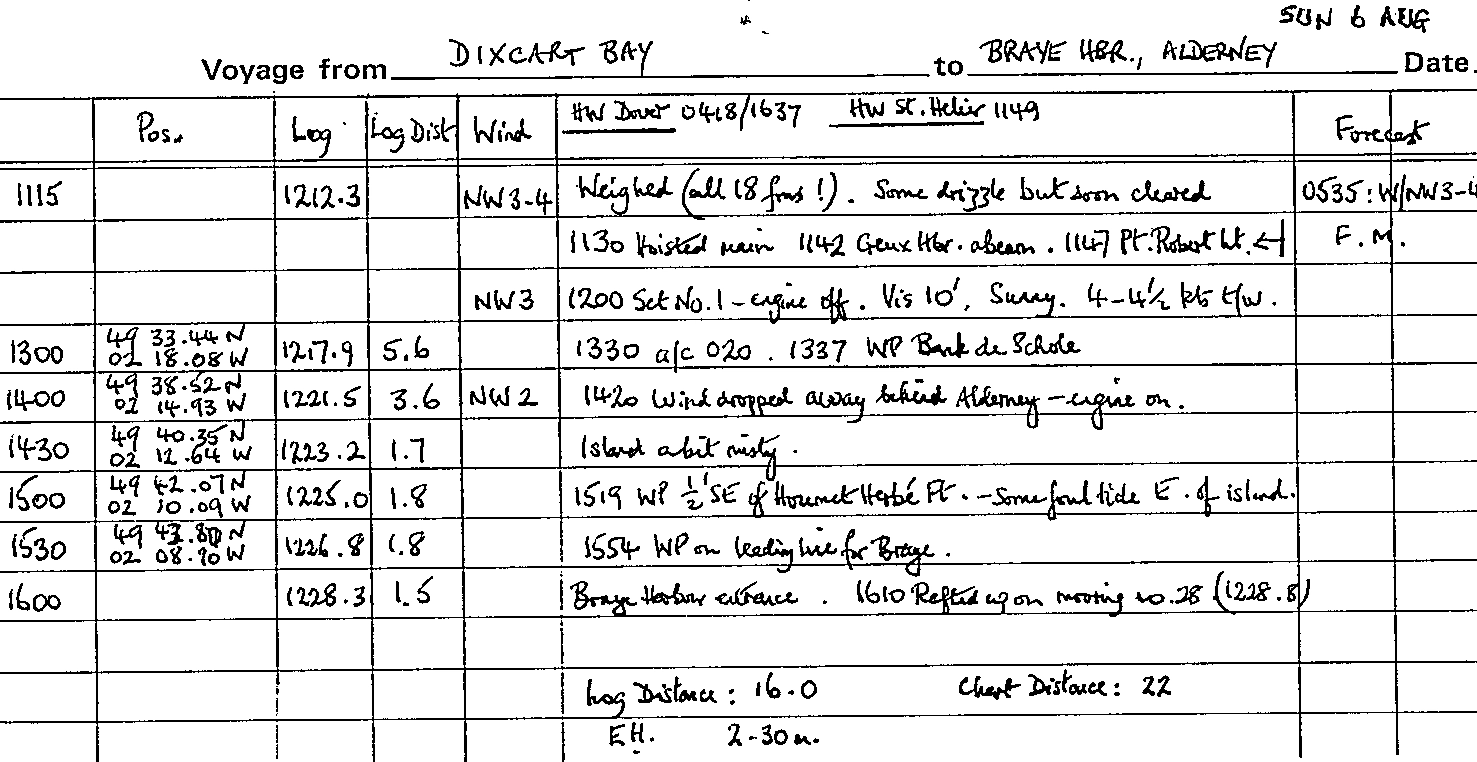 SUN 6 AUG
Voyage from DIXCART BAY to BRAYE HBR., ALDERNEY Date
Pos. Log Log Dist Wind HW Dover 0418/1637 HW St. Helier 1149 Forecast
1115 1212.3 NW 3-4 Weighed (all 18 fms!). Some drizzle but soon cleared 0535: W/NW3-4
1130 Hoisted main 1142 Creux Hbr. abeam. 1147 Pt. Robert Lt. F.M.
NW3 1200 Set No. 1 - engine off. Vis 10', Sunny. 4-4½ kts t/w.
1300 49 33.44 N 02 18.08 W 1217.9 5.6 1330 a/c 020. 1337 WP Bank de Schole
1400 49 38.52 N 02 14.93 W 1221.5 3.6 NW 2 1420 Wind dropped away behind Alderney - engine on.
1430 49 40.35 N 02 12.64 W 1223.2 1.7 Island a bit misty.
1500 49 42.07 N 02 10.09 W 1225.0 1.8 1519 WP ½' SE of Houmet Herbé Pt. - Some foul tide E. of island.
1530 49 43.80 N 02 08.90 W 1226.8 1.8 1554 WP on leading line for Braye.
1600 1228.3 1.5 Braye Harbour entrance. 1610 Rafted up on mooring no. 28 (1228.8)
Log Distance: 16.0 Chart Distance: 22
E.H. 2-30m.